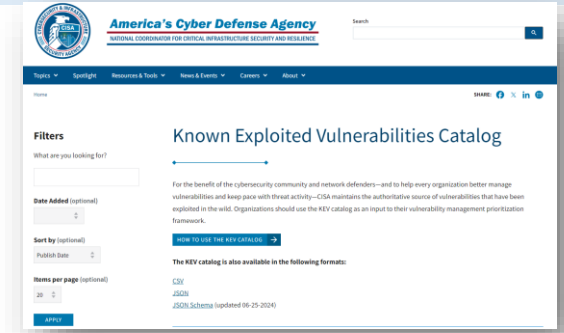 CYBERSECURITY & INFRASTRUCTURE
CISA
SECURITY AGENCY
America's Cyber Defense Agency
NATIONAL COORDINATOR FOR CRITICAL INFRASTRUCTURE SECURITY AND RESILIENCE
Search
Topics
Spotlight
Resources & Tools
News & Events
Careers
About
Home
SHARE:
Filters
What are you looking for?
Date Added (optional)
Sort by (optional)
Publish Date
Items per page (optional)
20
APPLY
Known Exploited Vulnerabilities Catalog
For the benefit of the cybersecurity community and network defenders—and to help every organization better manage
vulnerabilities and keep pace with threat activity—CISA maintains the authoritative source of vulnerabilities that have been
exploited in the wild. Organizations should use the KEV catalog as an input to their vulnerability management prioritization
framework.
HOW TO USE THE KEV CATALOG
The KEV catalog is also available in the following formats:
CSV
JSON
JSON Schema (updated 06-25-2024)